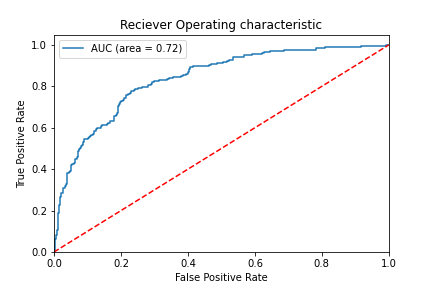 Reciever Operating characteristic
AUC (area = 0.72)
True Positive Rate
1.0
0.8
0.6
0.4
0.2
0.0
0.0 0.2 0.4 0.6 0.8 1.0
False Positive Rate